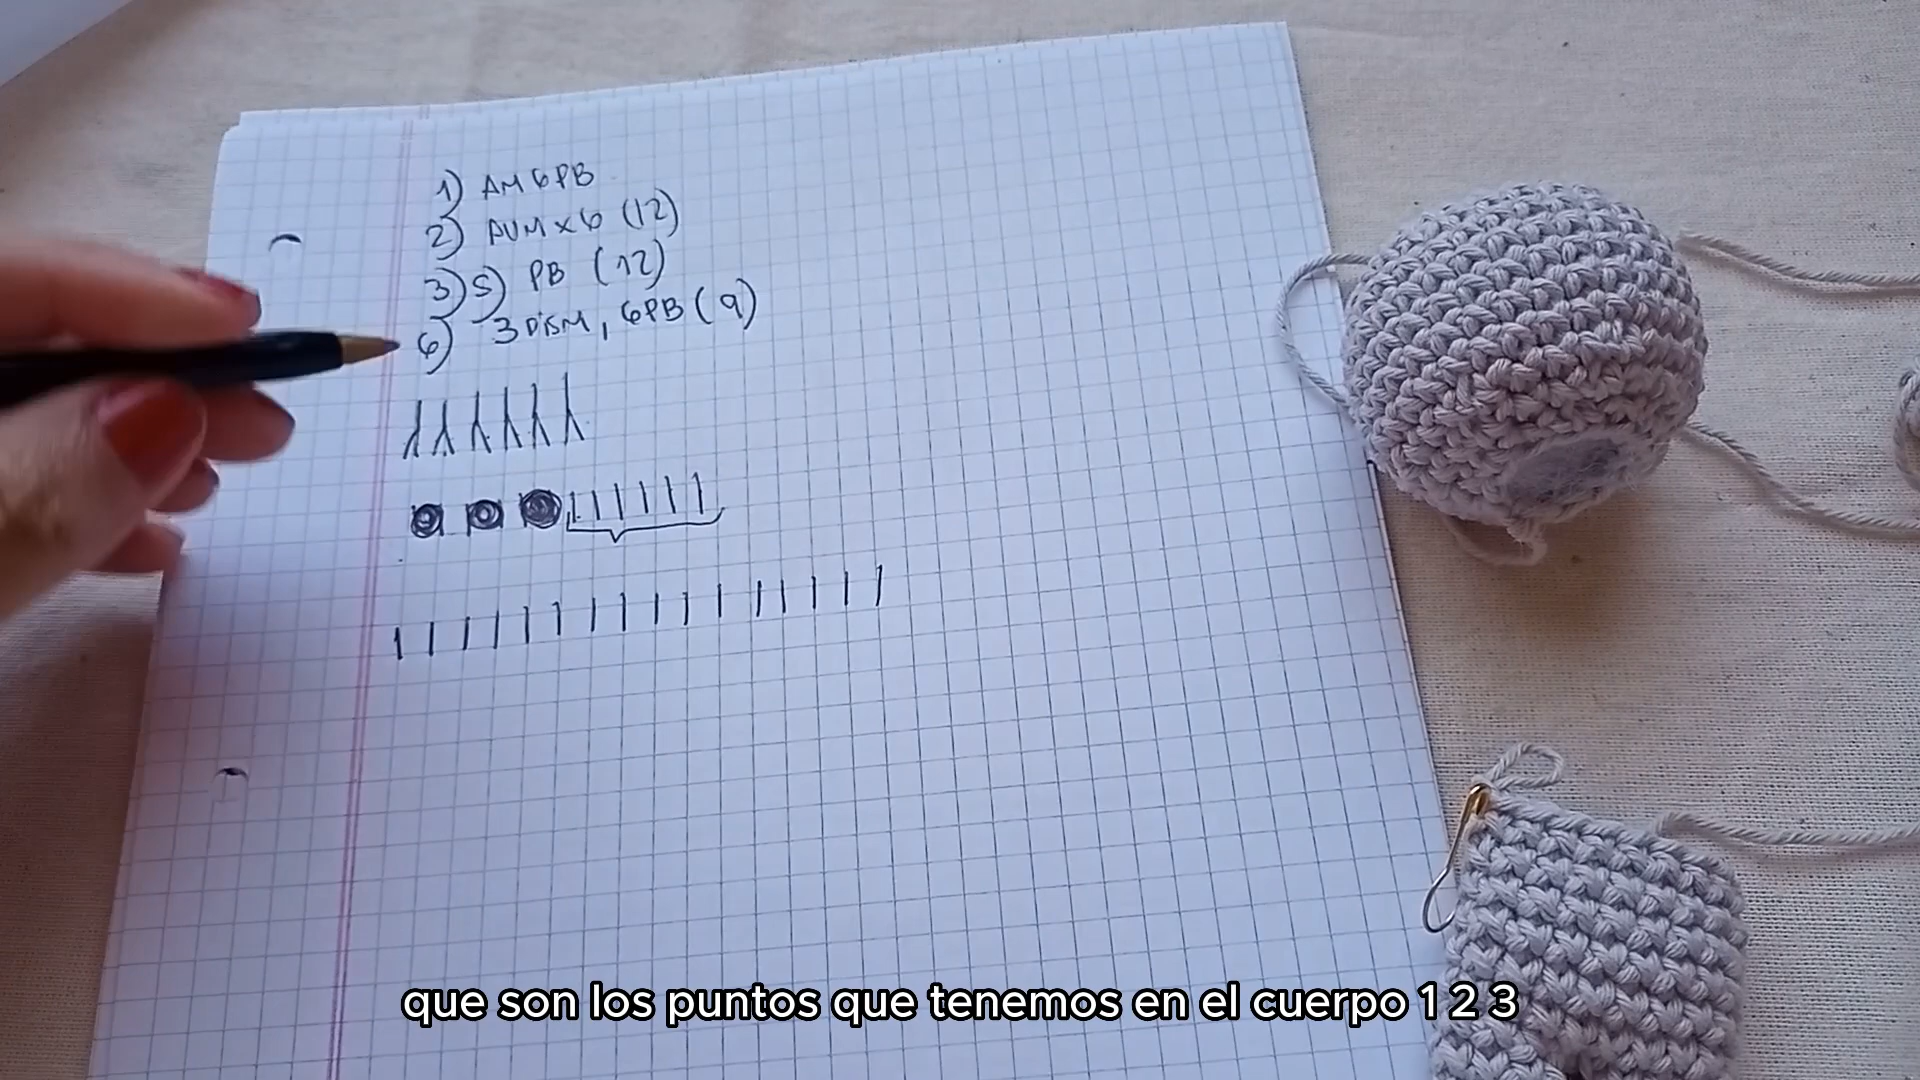 1) AM 6PB
2) AUM x 6 (12)
3) 5) PB (12)
6) 3 DISM, 6PB (9)
que son los puntos que tenemos en el cuerpo 1 2 3